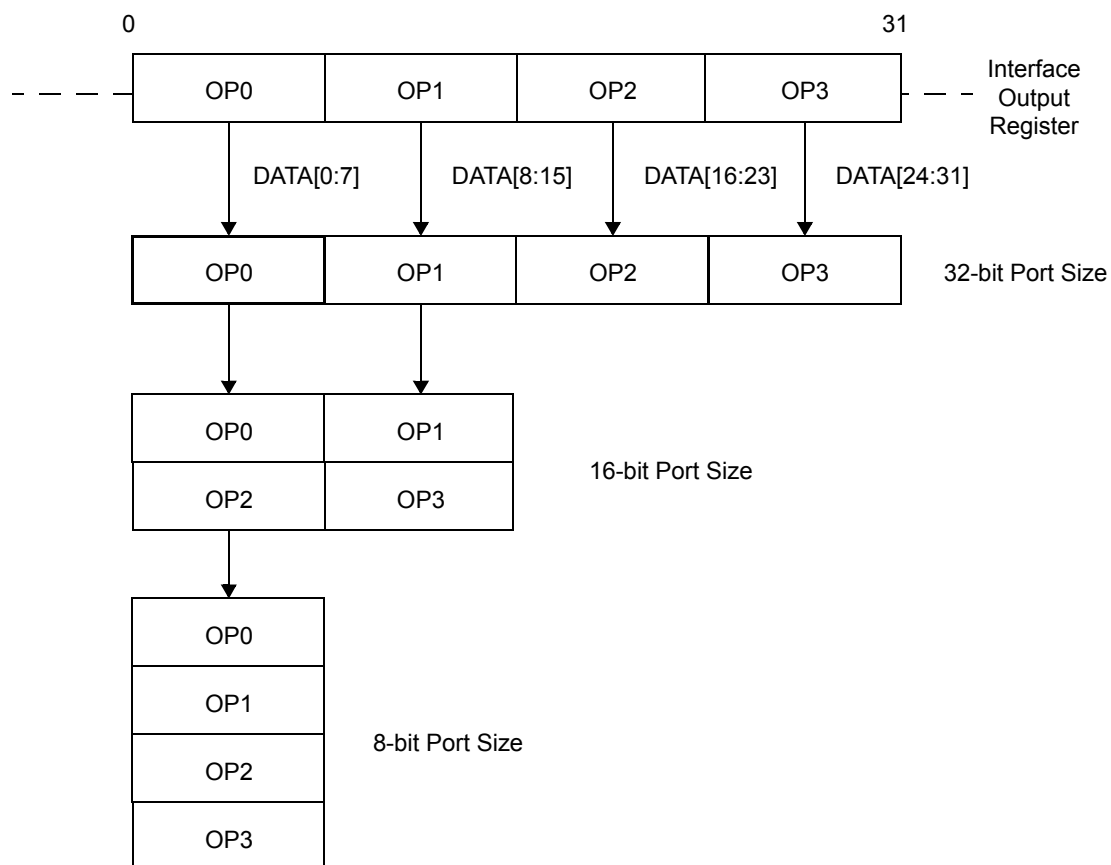 0 31
OP0 OP1 OP2 OP3
Interface
Output
Register
DATA[0:7] DATA[8:15] DATA[16:23] DATA[24:31]
OP0 OP1 OP2 OP3 32-bit Port Size
OP0 OP1
16-bit Port Size
OP2 OP3
OP0
OP1
8-bit Port Size
OP2
OP3